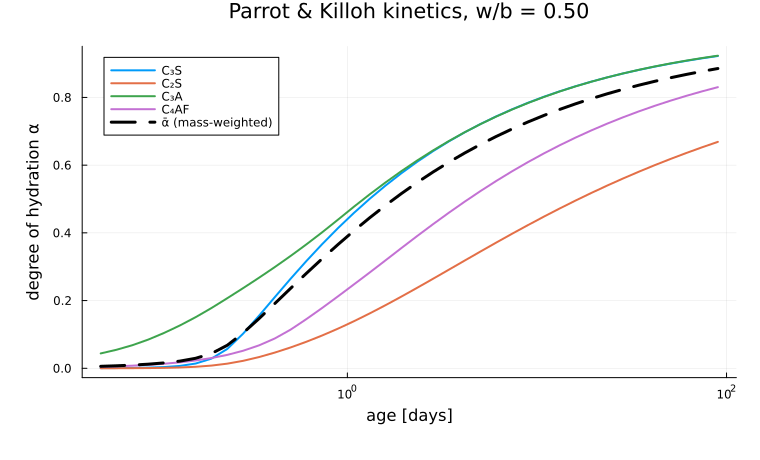 Parrot & Killoh kinetics, w/b = 0.50
C₃S
C₂S
C₃A
C₄AF
ᾱ (mass-weighted)
degree of hydration α
0.8
0.6
0.4
0.2
0.0
10⁰
10²
age [days]